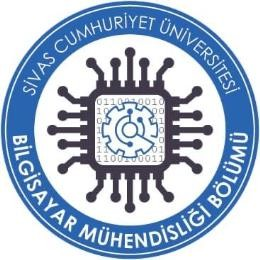 SİVAS CUMHURİYET ÜNİVERSİTESİ
BİLGİSAYAR MÜHENDİSLİĞİ BÖLÜMÜ